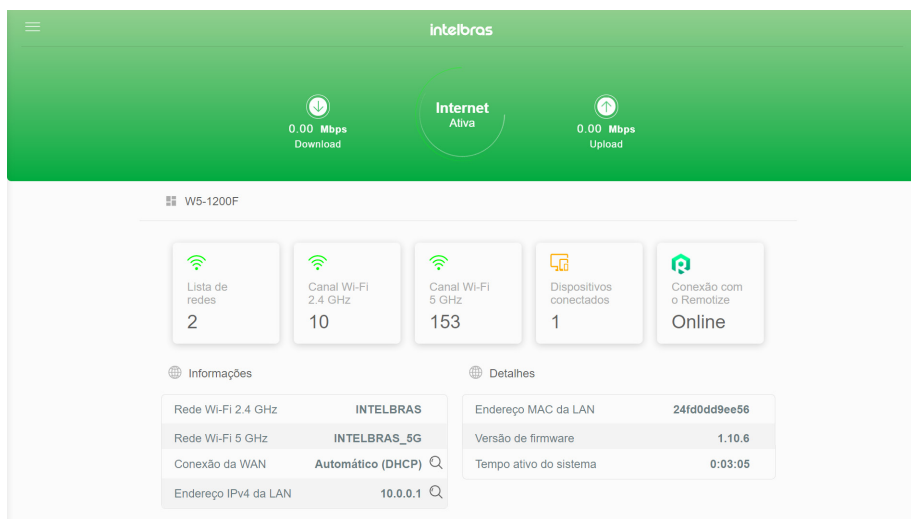 intelbras
0.00 Mbps
Download
Internet
Ativa
0.00 Mbps
Upload
W5-1200F
Lista de
redes
2
Canal Wi-Fi
2.4 GHz
10
Canal Wi-Fi
5 GHz
153
Dispositivos
conectados
1
Conexão com
o Remotize
Online
Informações
Rede Wi-Fi 2.4 GHz INTELBRAS
Rede Wi-Fi 5 GHz INTELBRAS_5G
Conexão da WAN Automático (DHCP)
Endereço IPv4 da LAN 10.0.0.1
Detalhes
Endereço MAC da LAN 24fd0dd9ee56
Versão de firmware 1.10.6
Tempo ativo do sistema 0:03:05